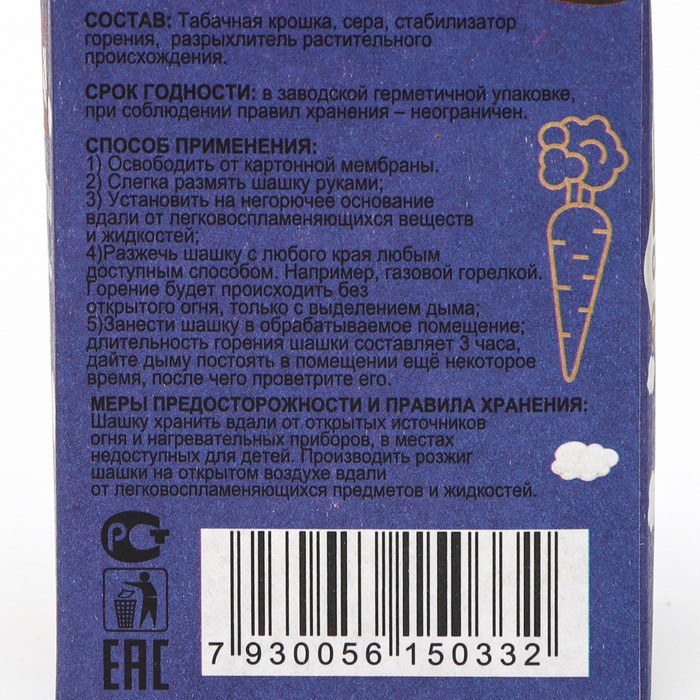 СОСТАВ: Табачная крошка, сера, стабилизатор
горения, разрыхлитель растительного
происхождения.
СРОК ГОДНОСТИ: в заводской герметичной упаковке,
при соблюдении правил хранения – неограничен.
СПОСОБ ПРИМЕНЕНИЯ:
1) Освободить от картонной мембраны.
2) Слегка размять шашку руками;
3) Установить на негорючее основание
вдали от легковоспламеняющихся веществ
и жидкостей;
4)Разжечь шашку с любого края любым
доступным способом. Например, газовой горелкой.
Горение будет происходить без
открытого огня, только с выделением дыма;
5)Занести шашку в обрабатываемое помещение;
длительность горения шашки составляет 3 часа,
дайте дыму постоять в помещении ещё некоторое
время, после чего проветрите его.
МЕРЫ ПРЕДОСТОРОЖНОСТИ И ПРАВИЛА ХРАНЕНИЯ:
Шашку хранить вдали от открытых источников
огня и нагревательных приборов, в местах
недоступных для детей. Производить розжиг
шашки на открытом воздухе вдали
от легковоспламеняющихся предметов и жидкостей.
РСТ
EAC
7 930056 150332